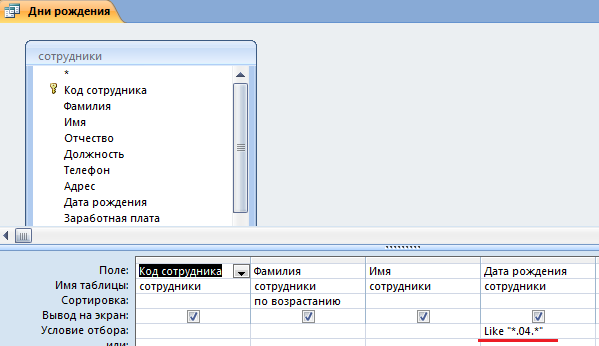 Дни рождения
сотрудники
*
Код сотрудника
Фамилия
Имя
Отчество
Должность
Телефон
Адрес
Дата рождения
Заработная плата
Поле: Код сотрудника Фамилия Имя Дата рождения
Имя таблицы: сотрудники сотрудники сотрудники сотрудники
Сортировка: по возрастанию
Вывод на экран:
Условие отбора: Like "*.04.*"
или: